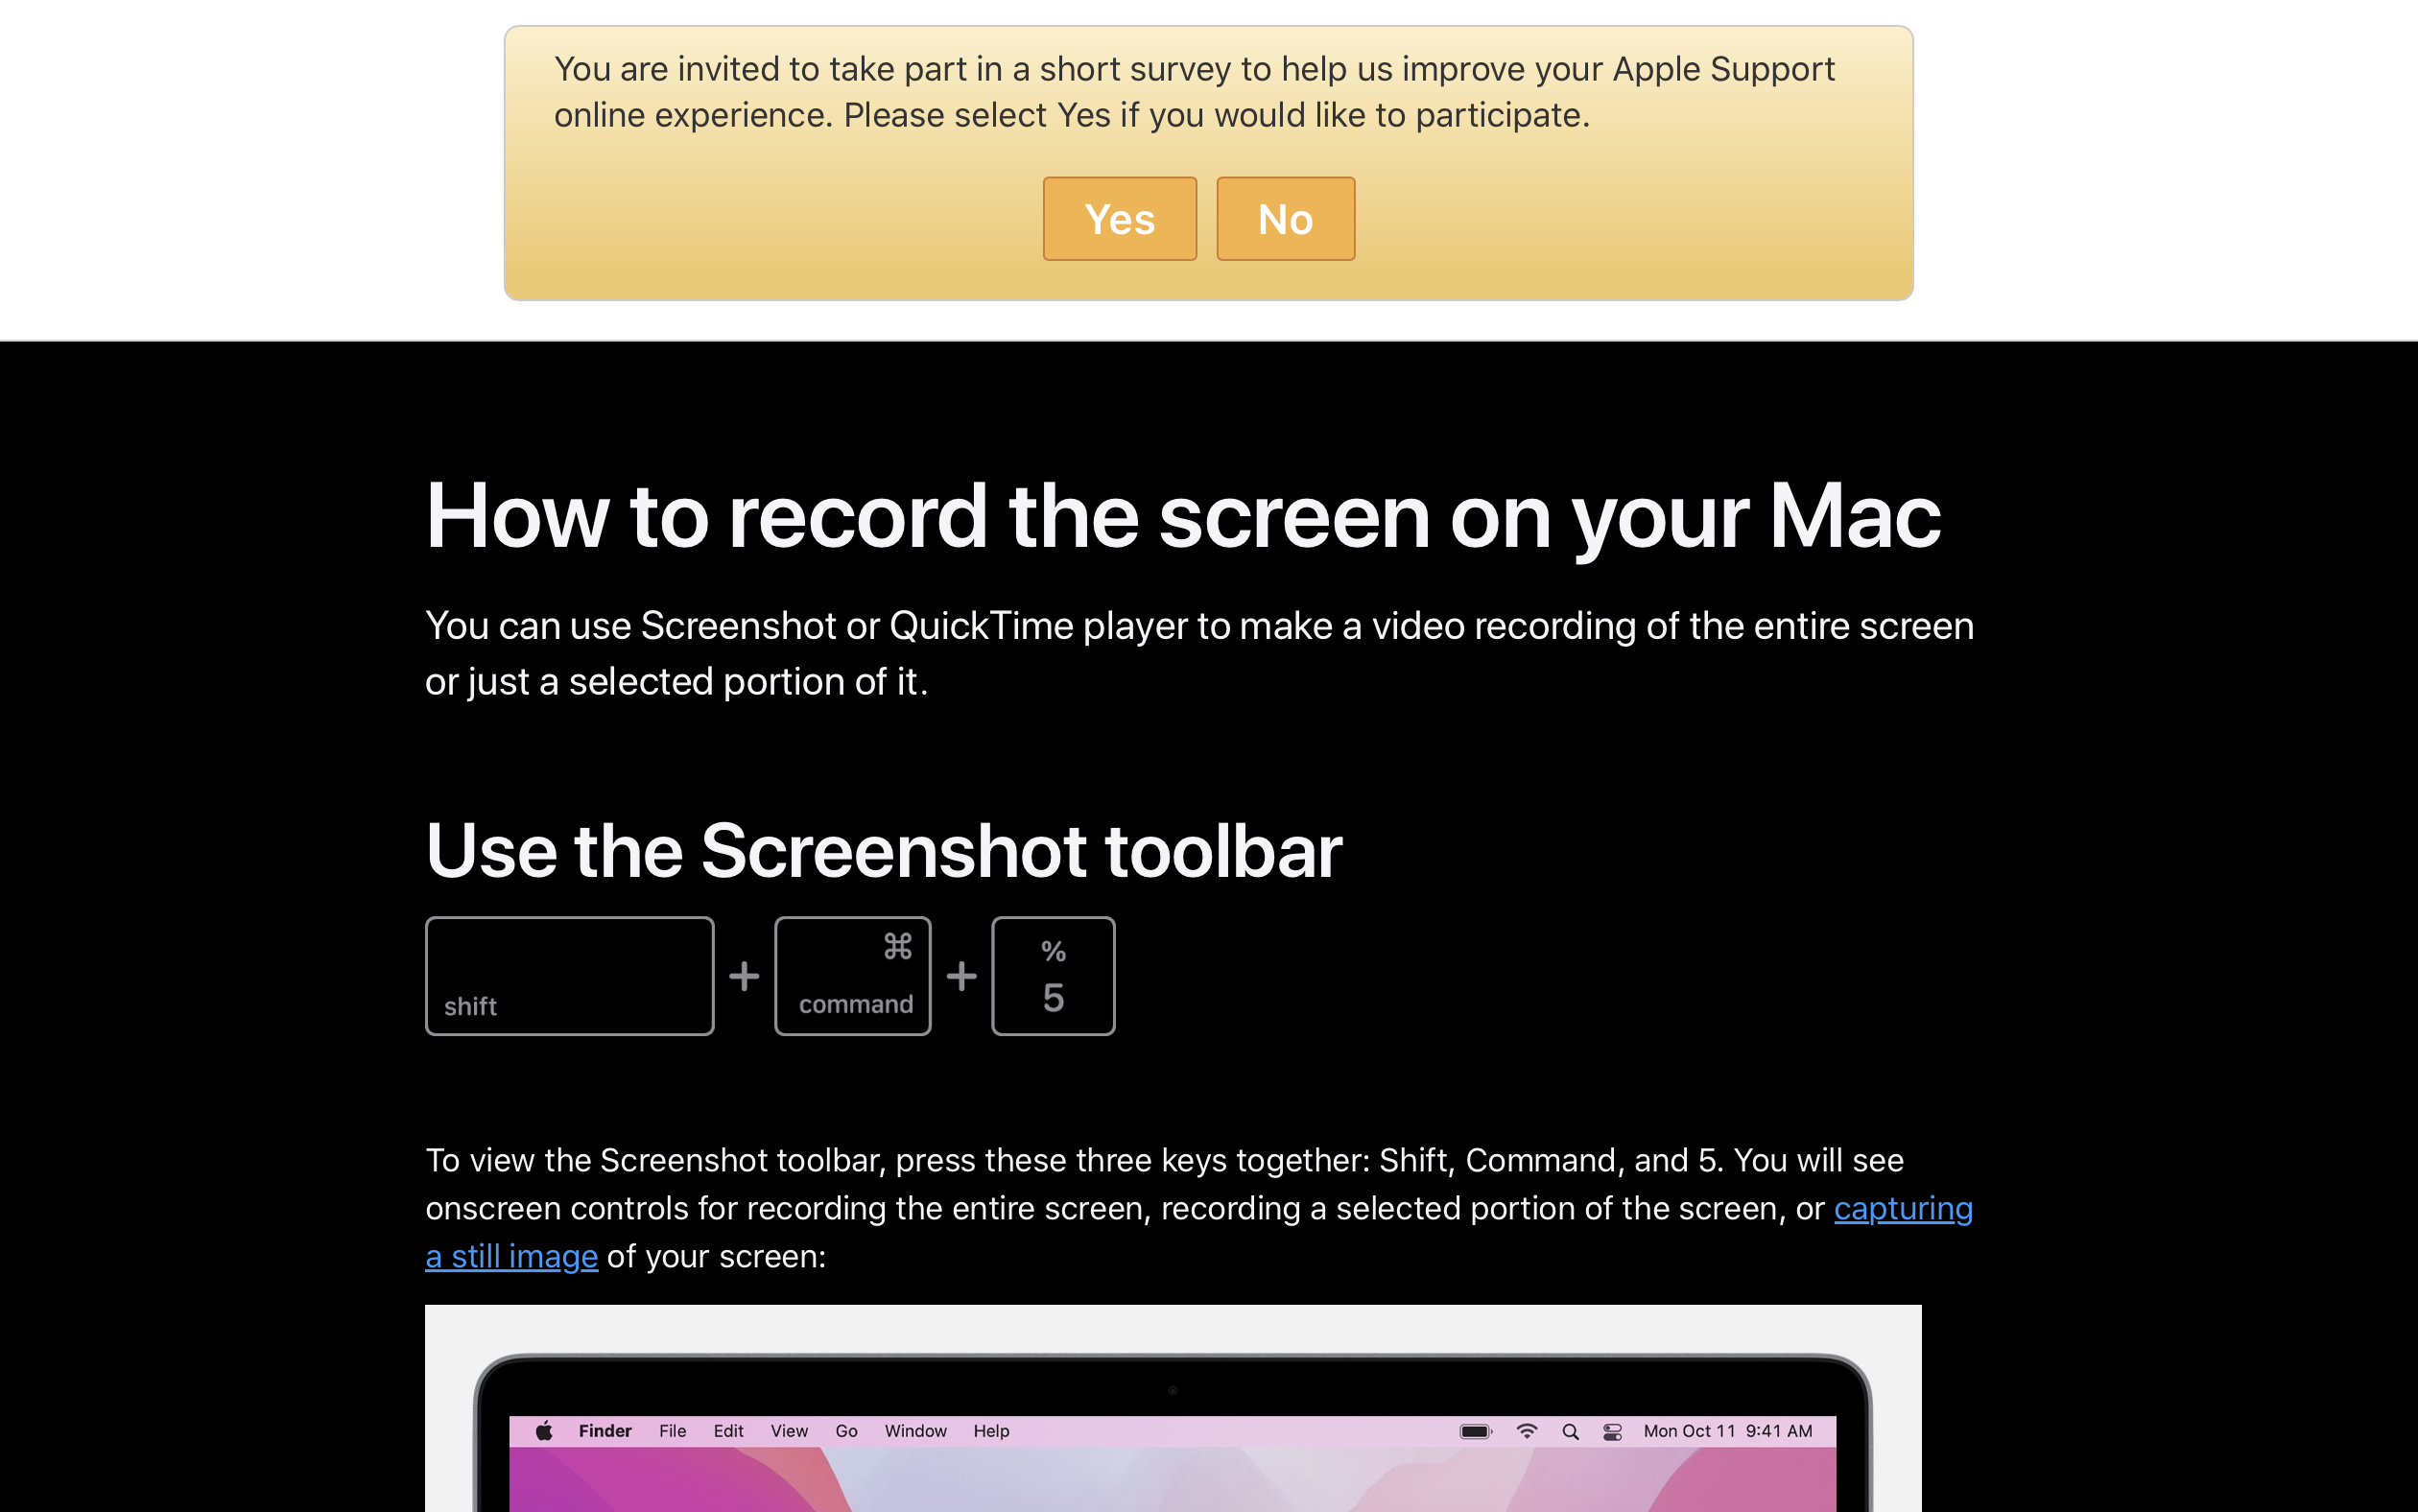 You are invited to take part in a short survey to help us improve your Apple Support
online experience. Please select Yes if you would like to participate.
Yes No
How to record the screen on your Mac
You can use Screenshot or QuickTime player to make a video recording of the entire screen
or just a selected portion of it.
Use the Screenshot toolbar
⌘ %
shift + command + 5
To view the Screenshot toolbar, press these three keys together: Shift, Command, and 5. You will see
onscreen controls for recording the entire screen, recording a selected portion of the screen, or capturing
a still image of your screen:
Finder File Edit View Go Window Help Mon Oct 11 9:41 AM